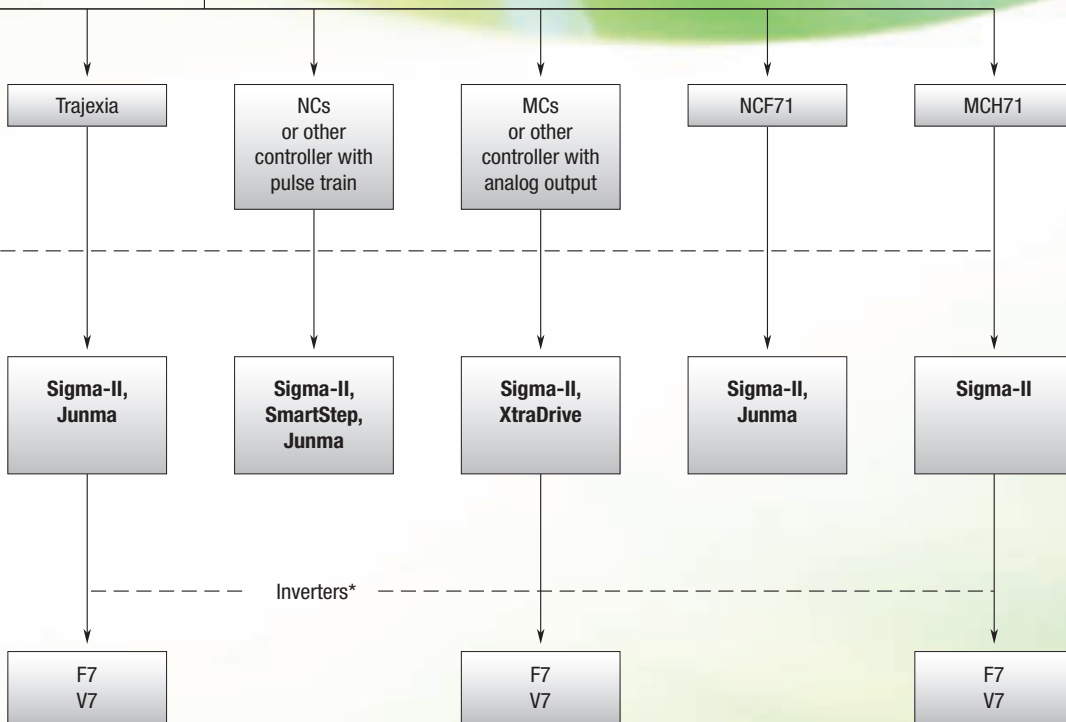 Trajexia
NCs
or other
controller with
pulse train
MCs
or other
controller with
analog output
NCF71
MCH71
Sigma-II,
Junma
Sigma-II,
SmartStep,
Junma
Sigma-II,
XtraDrive
Sigma-II,
Junma
Sigma-II
Inverters*
F7
V7
F7
V7
F7
V7